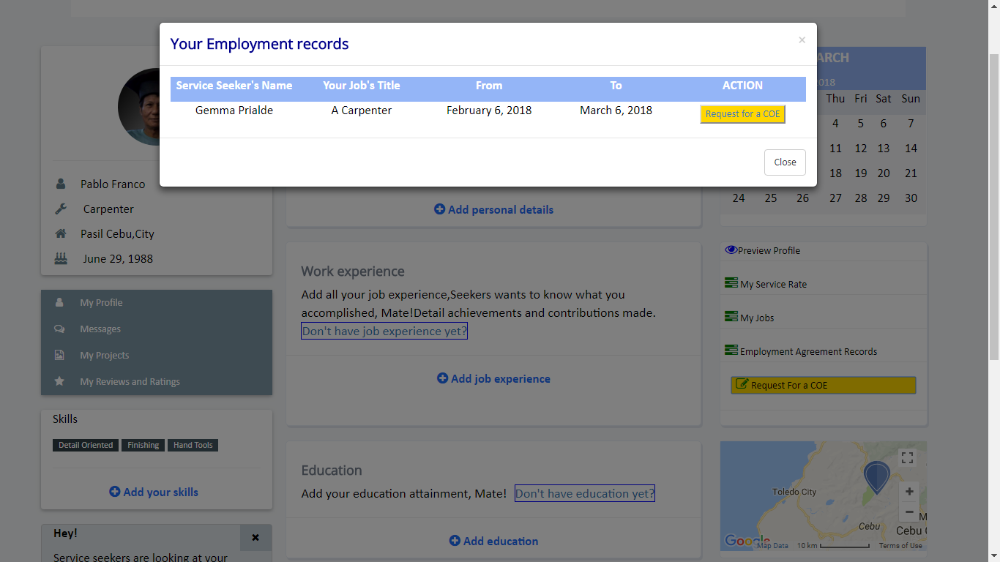 Your Employment records
×
Service Seeker's Name Your Job's Title From To ACTION
Gemma Prialde A Carpenter February 6, 2018 March 6, 2018 Request for a COE
Close
Pablo Franco
Carpenter
Pasil Cebu,City
June 29, 1988
My Profile
Messages
My Projects
My Reviews and Ratings
Skills
Detail Oriented Finishing Hand Tools
Add your skills
Hey!
Service seekers are looking at your
Add personal details
Work experience
Add all your job experience,Seekers wants to know what you
accomplished, Mate!Detail achievements and contributions made.
Don't have job experience yet?
Add job experience
Education
Add your education attainment, Mate! Don't have education yet?
Add education
2018
Thu Fri Sat Sun
4 5 6 7
11 12 13 14
18 19 20 21
24 25 26 27 28 29 30
Preview Profile
My Service Rate
My Jobs
Employment Agreement Records
Request For a COE
Toledo City
Cebu
Cebu
Google Map Data 10 km Terms of Use